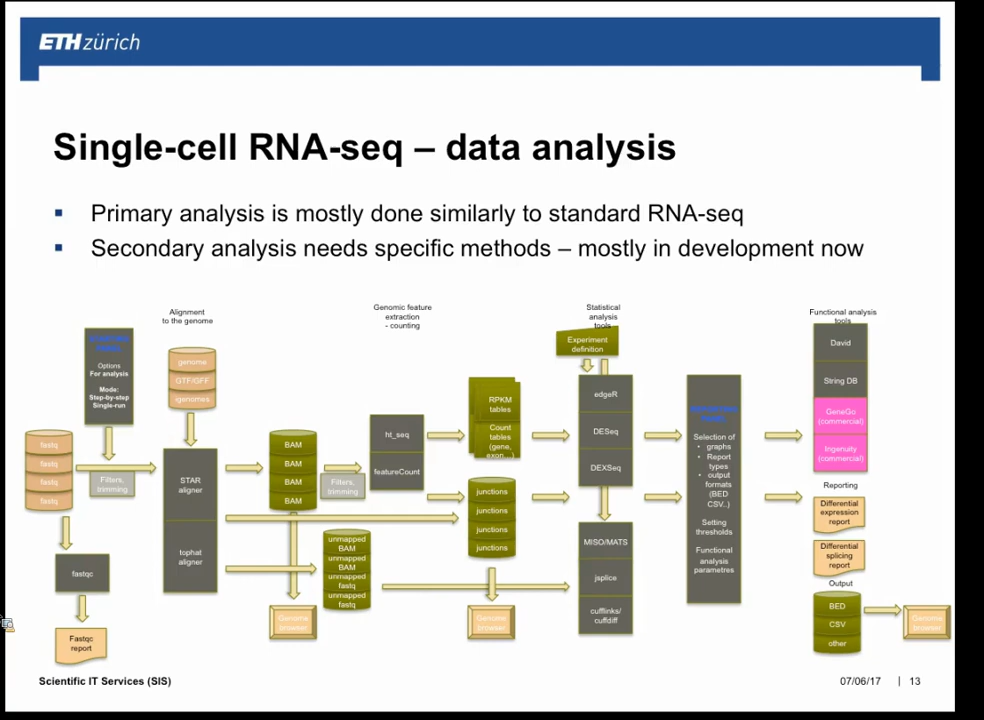 ETH zürich
Single-cell RNA-seq – data analysis
▪ Primary analysis is mostly done similarly to standard RNA-seq
▪ Secondary analysis needs specific methods – mostly in development now
Alignment
to the genome
Genomic feature
extraction
- counting
Statistical
analysis
tools
Functional analysis
tools
Options
For analysis
Mode:
Step-by-step
Single-run
genome
GTF/GFF
igenomes
fastq
fastq
fastq
fastq
Filters,
trimming
STAR
aligner
tophat
aligner
fastqc
Fastqc
report
BAM
BAM
BAM
BAM
Filters,
trimming
unmapped
BAM
unmapped
BAM
unmapped
fastq
unmapped
fastq
Genome
browser
ht_seq
featureCount
RPKM
tables
Count
tables
(gene,
exon...)
junctions
junctions
junctions
junctions
Genome
browser
Experiment
definition
edgeR
DESeq
DEXSeq
MISO/MATS
jsplice
cufflinks/
cuffdiff
Selection of
• graphs
• Report
types
• output
formats
(BED
CSV..)
Setting
thresholds
Functional
analysis
parametres
David
String DB
GeneGo
(commercial)
Ingenuity
(commercial)
Reporting
Differential
expression
report
Differential
splicing
report
Output
BED
CSV
other
Genome
browser
Scientific IT Services (SIS)
07/06/17 | 13